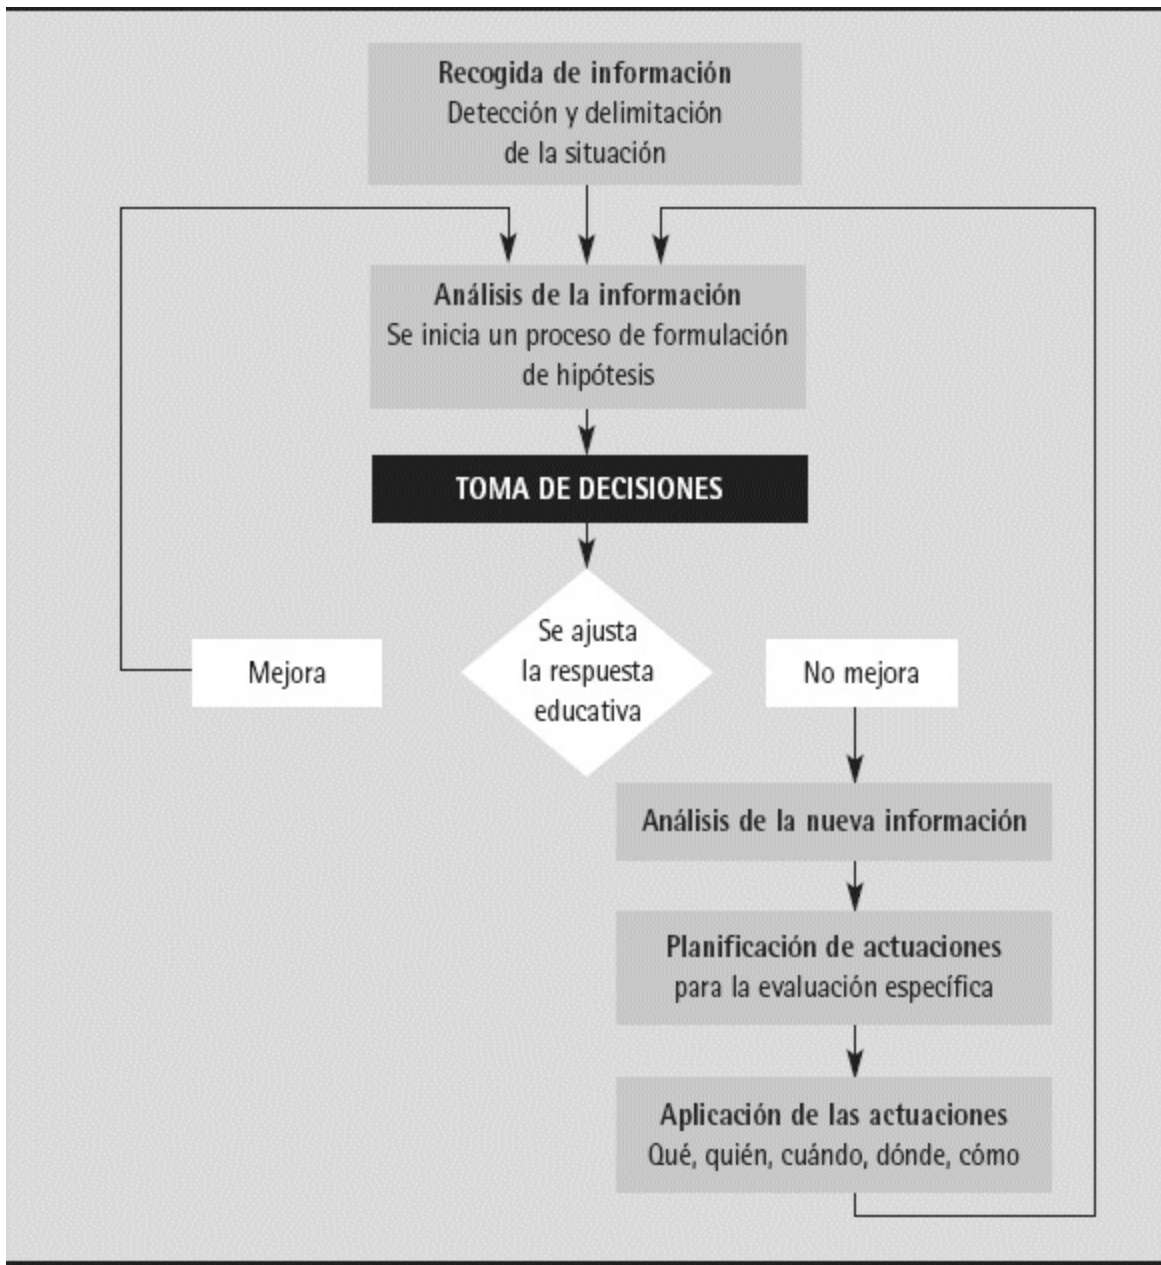 Recogida de información
Detección y delimitación
de la situación
Análisis de la información
Se inicia un proceso de formulación
de hipótesis
TOMA DE DECISIONES
Se ajusta
la respuesta
educativa
Mejora
No mejora
Análisis de la nueva información
Planificación de actuaciones
para la evaluación específica
Aplicación de las actuaciones
Qué, quién, cuándo, dónde, cómo